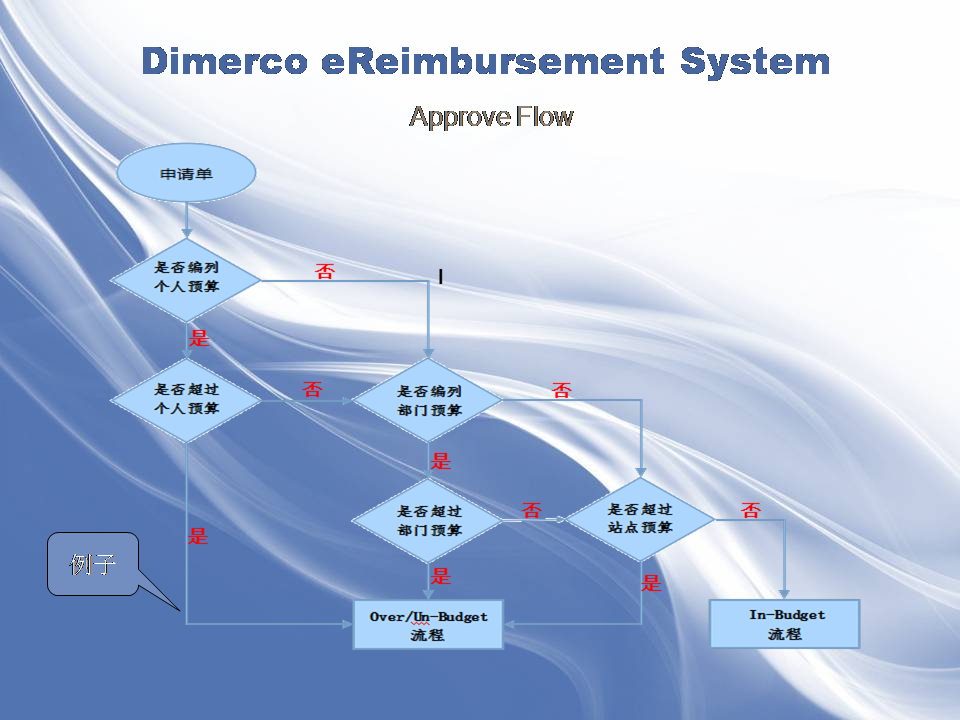 Dimerco eReimbursement System
Approve Flow
申请单
是否编列
个人预算
否
是
是否超过
个人预算
否
是否编列
部门预算
否
是
是否超过
部门预算
否
是否超过
站点预算
否
是
例子
是
是
Over/Un-Budget
流程
In-Budget
流程